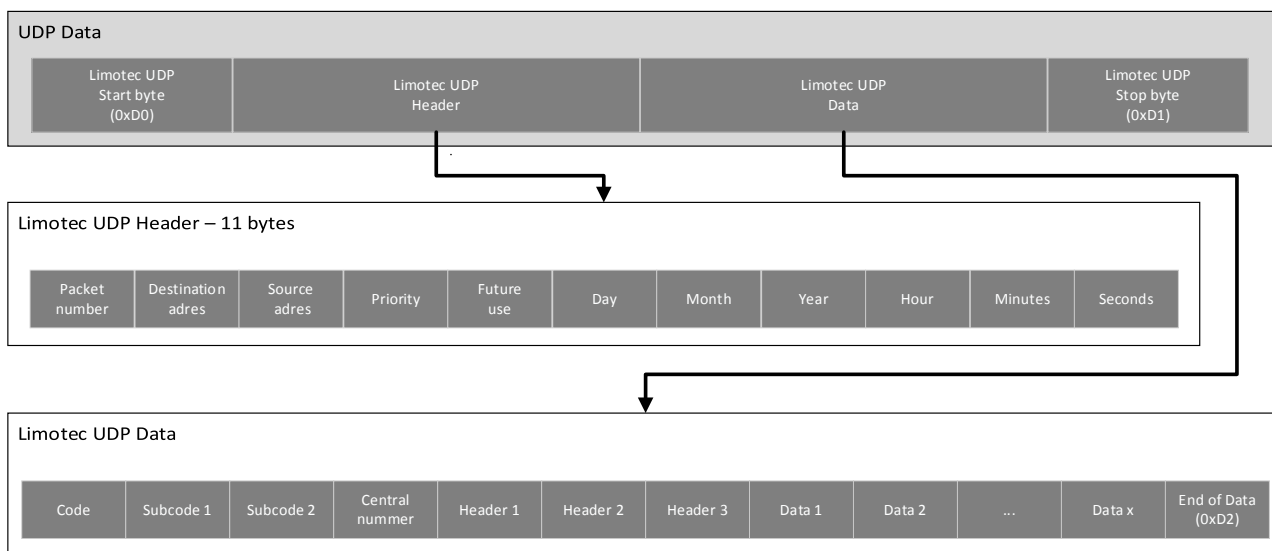 UDP Data
Limotec UDP
Start byte
(0xD0)
Limotec UDP
Header
Limotec UDP
Data
Limotec UDP
Stop byte
(0xD1)
Limotec UDP Header – 11 bytes
Packet
number
Destination
adres
Source
adres
Priority
Future
use
Day
Month
Year
Hour
Minutes
Seconds
Limotec UDP Data
Code
Subcode 1
Subcode 2
Central
nummer
Header 1
Header 2
Header 3
Data 1
Data 2
...
Data x
End of Data
(0xD2)